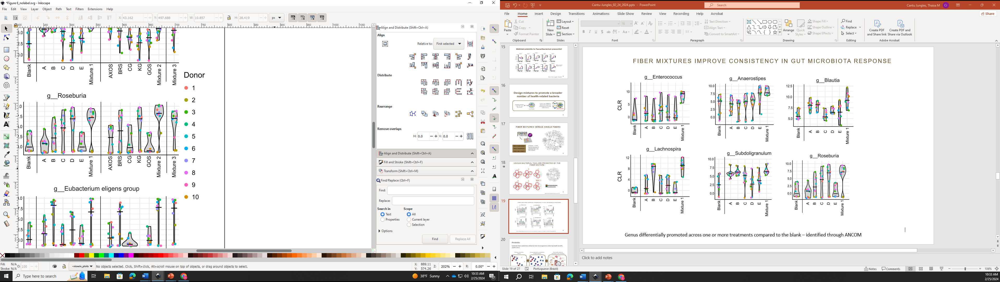 *Figure 6_nolabel.svg - Inkscape
File Edit View Layer Object Path Text Filters Extensions Help
X: 43.162 Y: 497.688 W: 10.857 H: 28.419 px
Blank A B C D E Mixture 1 AXOS BRS CG KG GOS Mixture 2 Mixture 3
Donor
1
2
3
4
5
6
7
8
9
10
g__Roseburia
Blank A B C D E Mixture 1 AXOS BRS CG KG GOS Mixture 2 Mixture 3
g__Eubacterium eligens group
Align and Distribute (Shift+Ctrl+A)
Align
Relative to: First selected
Distribute
Rearrange
Remove overlaps
H: 0.0 V: 0.0
Align and Distribute (Shift+Ctrl+A)
Fill and Stroke (Shift+Ctrl+F)
Transform (Shift+Ctrl+M)
Find/Replace (Ctrl+F)
Find:
Replace:
Search in Scope
Text All
Properties Current layer
Selection
Options
Find Replace All
Fill: N/A
Stroke: N/A O: 100
-viowin_plots
No objects selected. Click, Shift+click, Alt+scroll mouse on top of objects, or drag around objects to select.
X: 889.11
Y: 574.26
Z: 202% R: 0.00°
Type here to search
38°F Sunny
10:33 AM
2/25/2024
Cantu-Jungles_02_24_2024.pptx - PowerPoint
Search
Cantu Jungles, Thaisa M CJ
File Home Insert Design Transitions Animations Slide Show Review View Recording Help Acrobat
Share
Paste Cut
Copy
Format Painter
Clipboard
New Slide Layout
Reset
Section
Slides
16
Font
Text Direction
Align Text
Convert to SmartArt
Paragraph
Arrange Quick Styles
Shape Fill
Shape Outline
Shape Effects
Drawing
Find
Replace
Select
Editing
Create PDF and Share link
Create PDF and Share via Outlook
Adobe Acrobat
15
Matched prebiotic to Faecalibacterium prausnitzii
16
Design mixtures to promote a broader
number of health-related bacteria
17
FIBER MIXTURES VERSUS SINGLE FIBERS
18
UNIQUE BACTERIAL TAXA ARE PROMOTED BY THE
FIBER MIXTURE
MIX 1
19
20
Prebiotic
FIBER MIXTURES IMPROVE CONSISTENCY IN GUT MICROBIOTA RESPONSE
g__Enterococcus
CLR
10
5
0
Blank A B C D E Mixture 1
g__Anaerostipes
10.0
7.5
5.0
2.5
0.0
Blank A B C D E Mixture 1
g__Blautia
12.5
10.0
7.5
5.0
Blank A B C D E Mixture 1
g__Lachnospira
CLR
12
8
4
0
Blank A B C D E Mixture 1
g__Subdoligranulum
10.0
7.5
5.0
2.5
0.0
Blank A B C D E Mixture 1
g__Roseburia
10.0
7.5
5.0
2.5
0.0
Blank A B C D E Mixture 1
Genus differentially promoted across one or more treatments compared to the blank – identified through ANCOM
Click to add notes
Slide 19 of 27 Portuguese (Brazil)
Notes Comments 106%
10:33 AM
2/25/2024